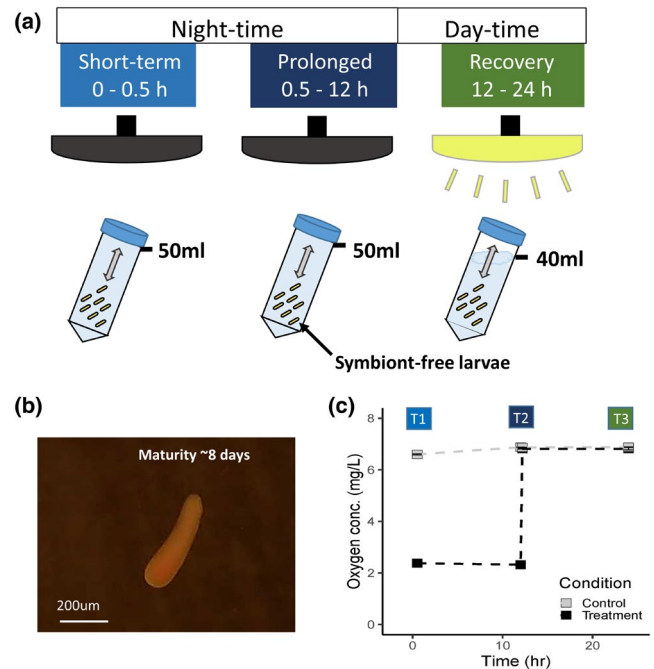 (a)
Night-time Day-time
Short-term Prolonged Recovery
0 - 0.5 h 0.5 - 12 h 12 - 24 h
50ml 50ml 40ml
Symbiont-free larvae
(b)
Maturity ~8 days
200um
(c)
T1 T2 T3
8
6
4
2
0
Oxygen conc. (mg/L)
Condition
Control
Treatment
0 10 20
Time (hr)